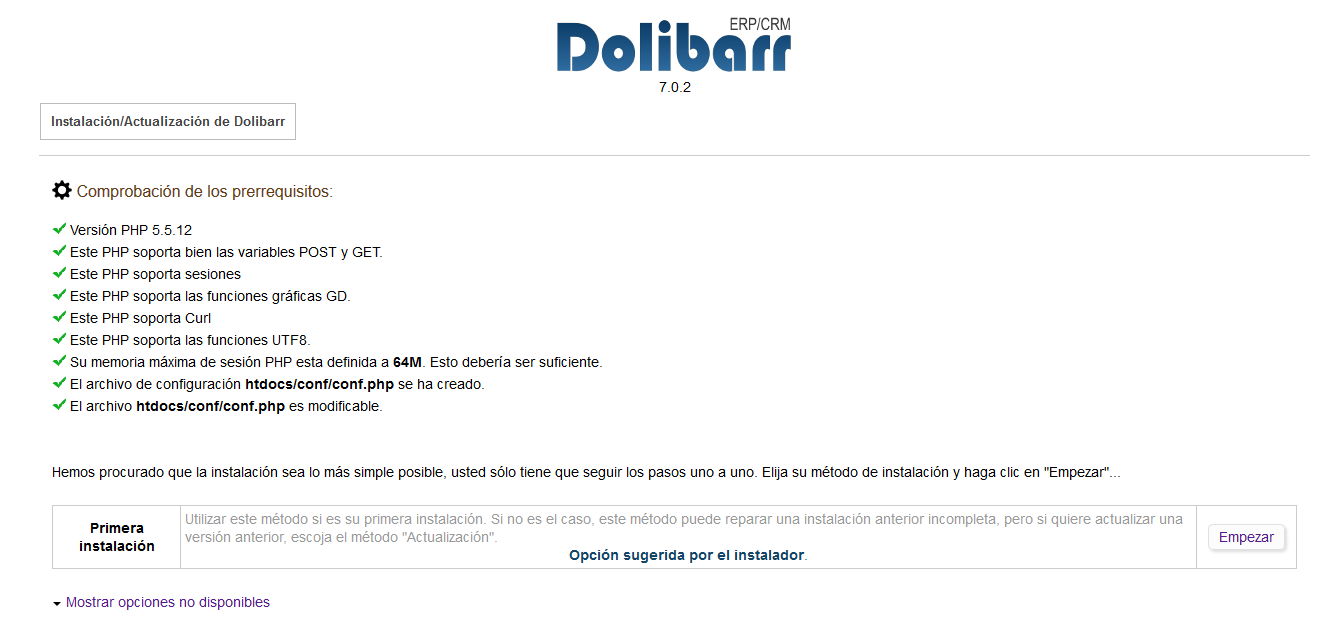 ERP/CRM
Dolibarr
7.0.2
Instalación/Actualización de Dolibarr
Comprobación de los prerrequisitos:
Versión PHP 5.5.12
Este PHP soporta bien las variables POST y GET.
Este PHP soporta sesiones
Este PHP soporta las funciones gráficas GD.
Este PHP soporta Curl
Este PHP soporta las funciones UTF8.
Su memoria máxima de sesión PHP esta definida a 64M. Esto debería ser suficiente.
El archivo de configuración htdocs/conf/conf.php se ha creado.
El archivo htdocs/conf/conf.php es modificable.
Hemos procurado que la instalación sea lo más simple posible, usted sólo tiene que seguir los pasos uno a uno. Elija su método de instalación y haga clic en "Empezar"...
Primera
instalación
Utilizar este método si es su primera instalación. Si no es el caso, este método puede reparar una instalación anterior incompleta, pero si quiere actualizar una
versión anterior, escoja el método "Actualización".
Opción sugerida por el instalador.
Empezar
Mostrar opciones no disponibles